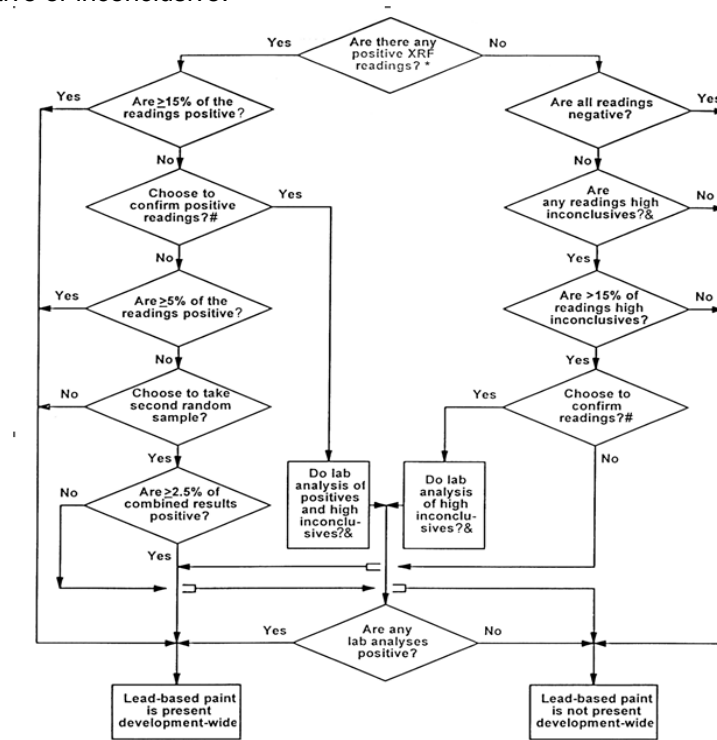 Yes
Are there any
positive XRF
readings? *
No
Yes
Are ≥15% of the
readings positive?
Are all readings
negative?
Yes
No
No
Choose to
confirm positive
readings?#
Yes
Are
any readings high
inconclusives?&
No
No
Yes
Yes
Are ≥5% of the
readings positive?
Are >15% of
readings high
inconclusives?
No
No
Yes
No
Choose to take
second random
sample?
Yes
Choose to
confirm
readings?#
Yes
No
No
Are ≥2.5% of
combined results
positive?
Do lab
analysis of
positives
and high
inconclu-
sives?&
Do lab
analysis
of high
inconclu-
sives?&
Yes
Yes
Are any
lab analyses
positive?
No
Lead-based paint
is present
development-wide
Lead-based paint
is not present
development-wide